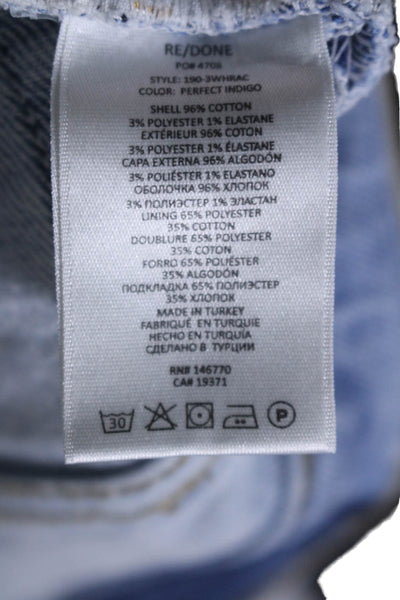 RE/DONE
PO# 4708
STYLE: 190-3WHRAC
COLOR: PERFECT INDIGO
SHELL 96% COTTON
3% POLYESTER 1% ELASTANE
EXTÉRIEUR 96% COTON
3% POLYESTER 1% ELASTANE
CAPA EXTERNA 96% ALGODÓN
3% POLIÉSTER 1% ELASTANE
ОБОЛОЧКА 96% ХЛОПОК
3% ПОЛИЭСТЕР 1% ЭЛАСТАН
LINING 65% POLYESTER
35% COTTON
DOUBLURE 65% POLYESTER
35% COTON
FORRO 65% POLIÉSTER
35% ALGODÓN
ПОДКЛАДКА 65% ПОЛИЭСТЕР
35% ХЛОПОК
MADE IN TURKEY
FABRIQUÉ EN TURQUIE
HECHO EN TURQUÍA
СДЕЛАНО В ТУРЦИИ
RN# 146770
CA# 19371
30 P